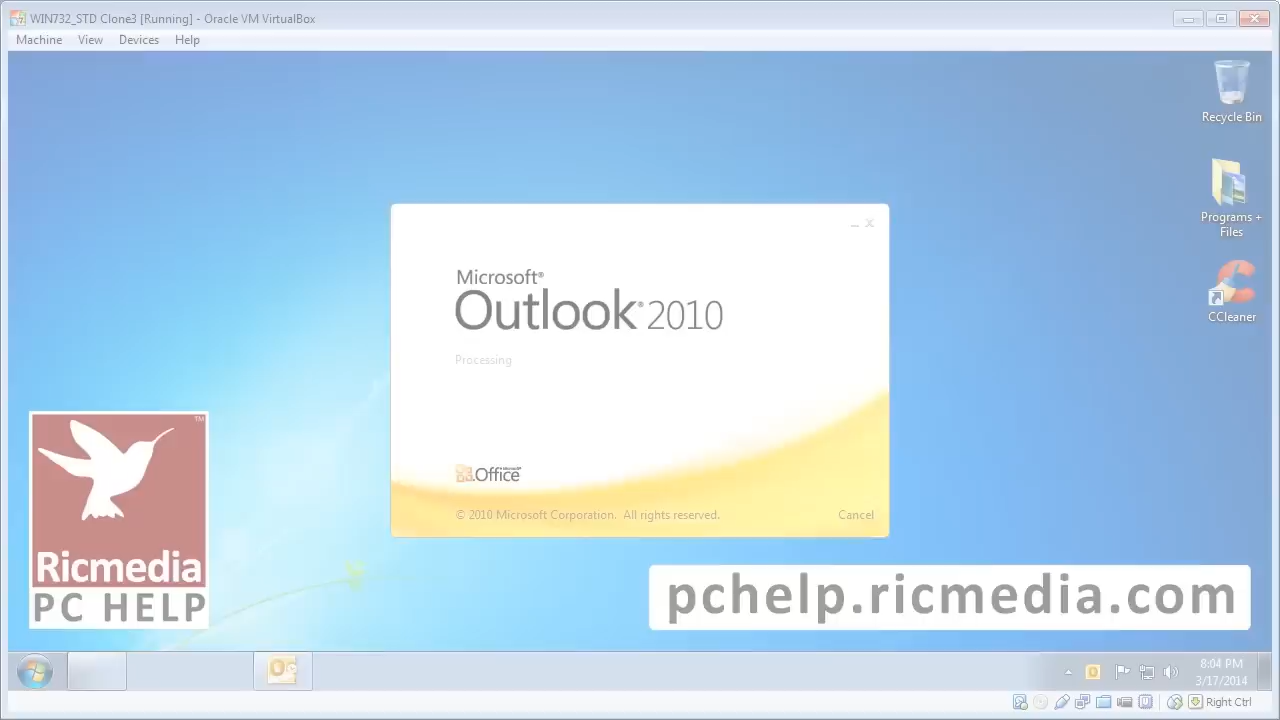 WIN732_STD Clone3 [Running] - Oracle VM VirtualBox
Machine View Devices Help
Recycle Bin
Programs +
Files
CCleaner
Microsoft®
Outlook® 2010
Processing
Microsoft
Office
© 2010 Microsoft Corporation. All rights reserved.
Cancel
TM
Ricmedia
PC HELP
pchelp.ricmedia.com
8:04 PM
3/17/2014
Right Ctrl